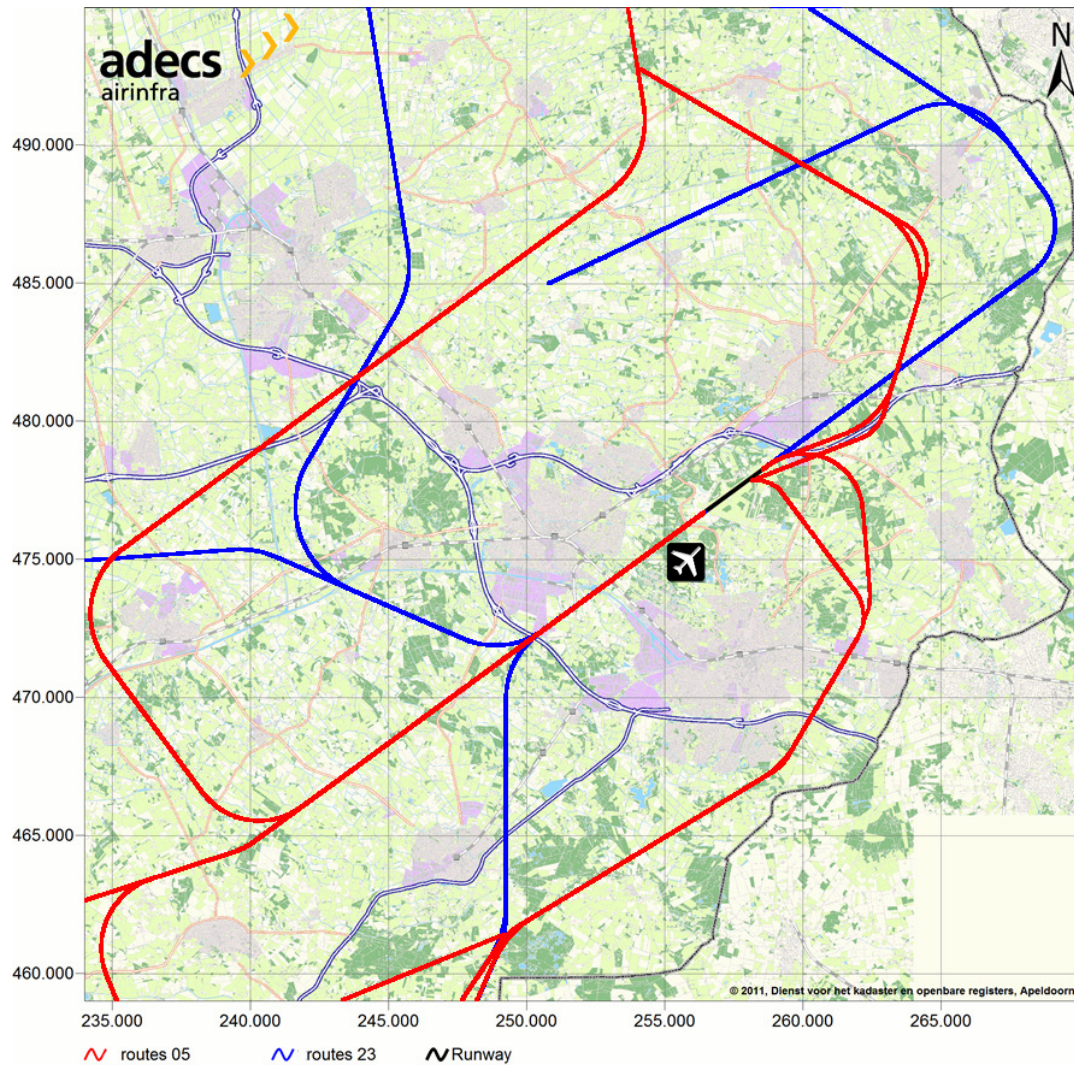 adecs
airinfra
N
490.000
485.000
480.000
475.000
470.000
465.000
460.000
© 2011, Dienst voor het kadaster en openbare registers, Apeldoorn
235.000 240.000 245.000 250.000 255.000 260.000 265.000
routes 05 routes 23 Runway